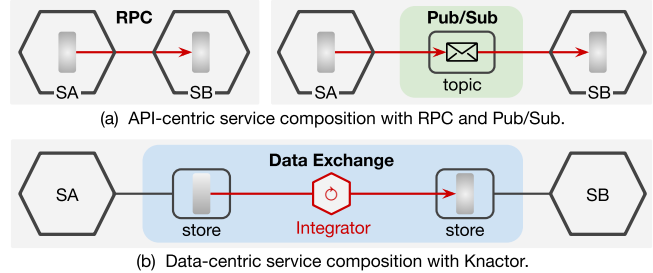 RPC
SA
SB
Pub/Sub
SA
topic
SB
(a) API-centric service composition with RPC and Pub/Sub.
Data Exchange
SA
store
Integrator
store
SB
(b) Data-centric service composition with Knactor.